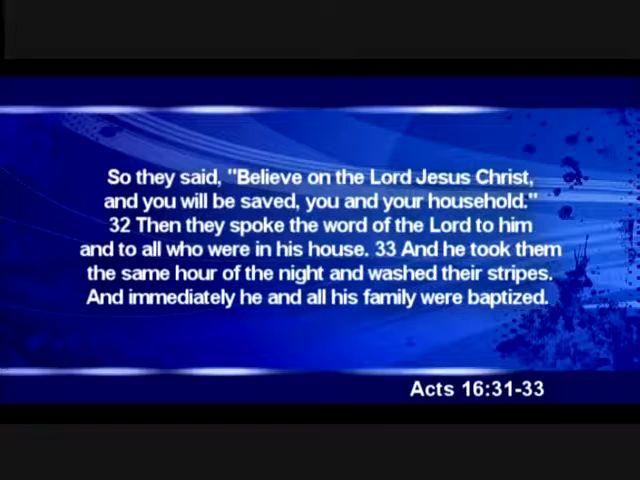 So they said, "Believe on the Lord Jesus Christ,
and you will be saved, you and your household."
32 Then they spoke the word of the Lord to him
and to all who were in his house. 33 And he took them
the same hour of the night and washed their stripes.
And immediately he and all his family were baptized.
Acts 16:31-33